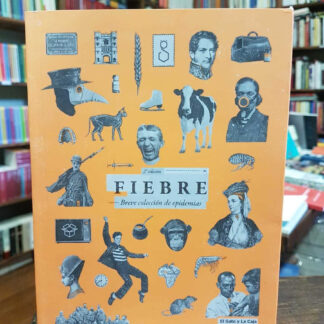 2ª edición
FIEBRE
Breve colección de epidemias
El Gato y La Caja